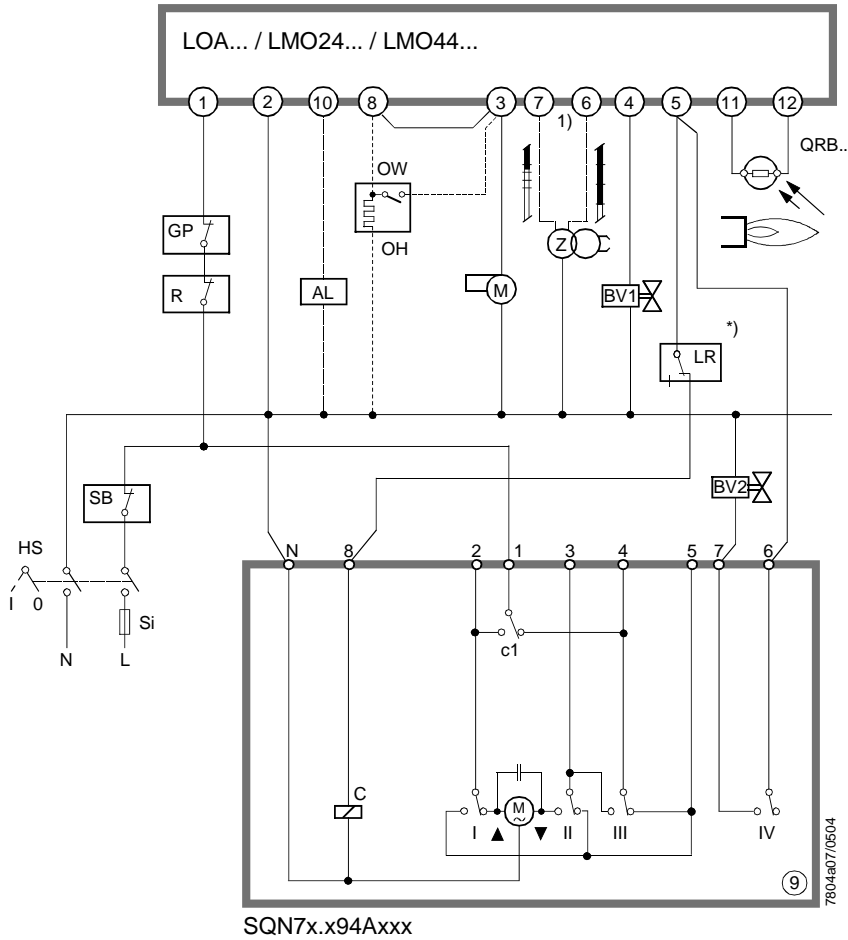 LOA... / LMO24... / LMO44...
1 2 10 8 3 7 6 4 5 11 12
1)
QRB..
OW
GP
OH
Z
R
AL
M
BV1
*)
LR
SB
BV2
HS
N 8 2 1 3 4 5 7 6
I 0
Si
c1
N L
C
M
~
I II III IV
9
7804a07/0504
SQN7x.x94Axxx